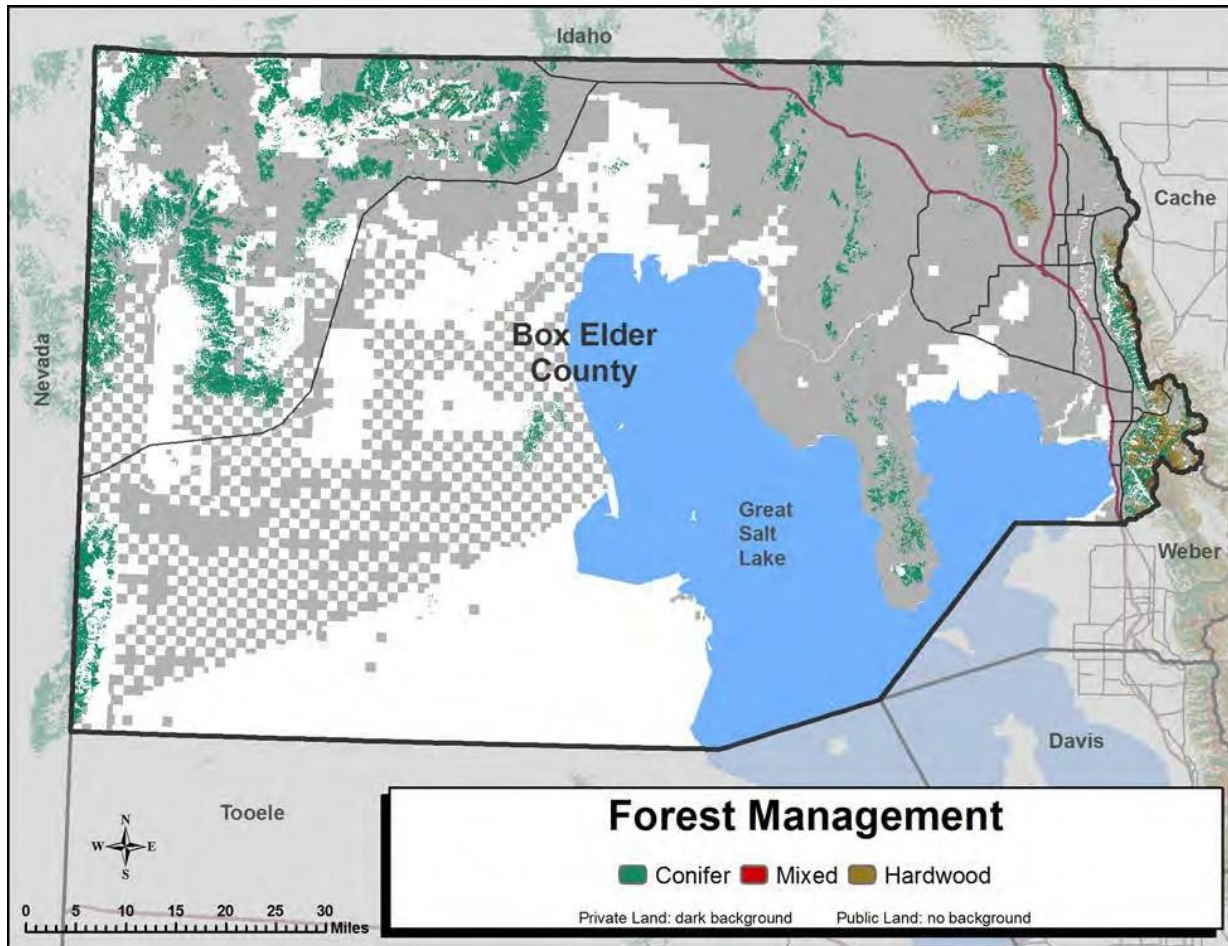 Idaho
Cache
Nevada
Box Elder
County
Great
Salt
Lake
Weber
Davis
Tooele
N
W E
S
0 5 10 15 20 25 30
Miles
Forest Management
Conifer Mixed Hardwood
Private Land: dark background Public Land: no background